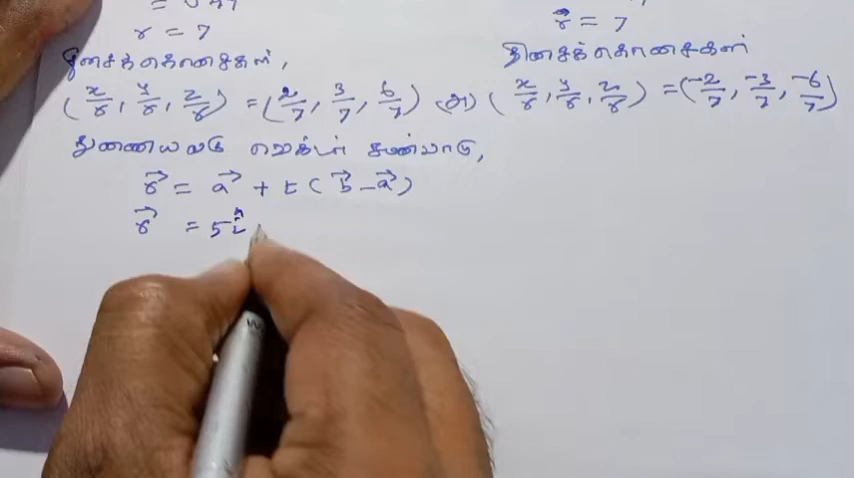 r = 7
r⃗ = 7
திசைக்கொசைகள்,
திசைக்கொசைகள்
(x/r, y/r, z/r) = (2/7, 3/7, 6/7) (அ) (x/r, y/r, z/r) = (-2/7, -3/7, -6/7)
துணையலகு வெக்டர் சமன்பாடு,
r⃗ = a⃗ + t(b⃗ - a⃗)
r⃗ = 5î